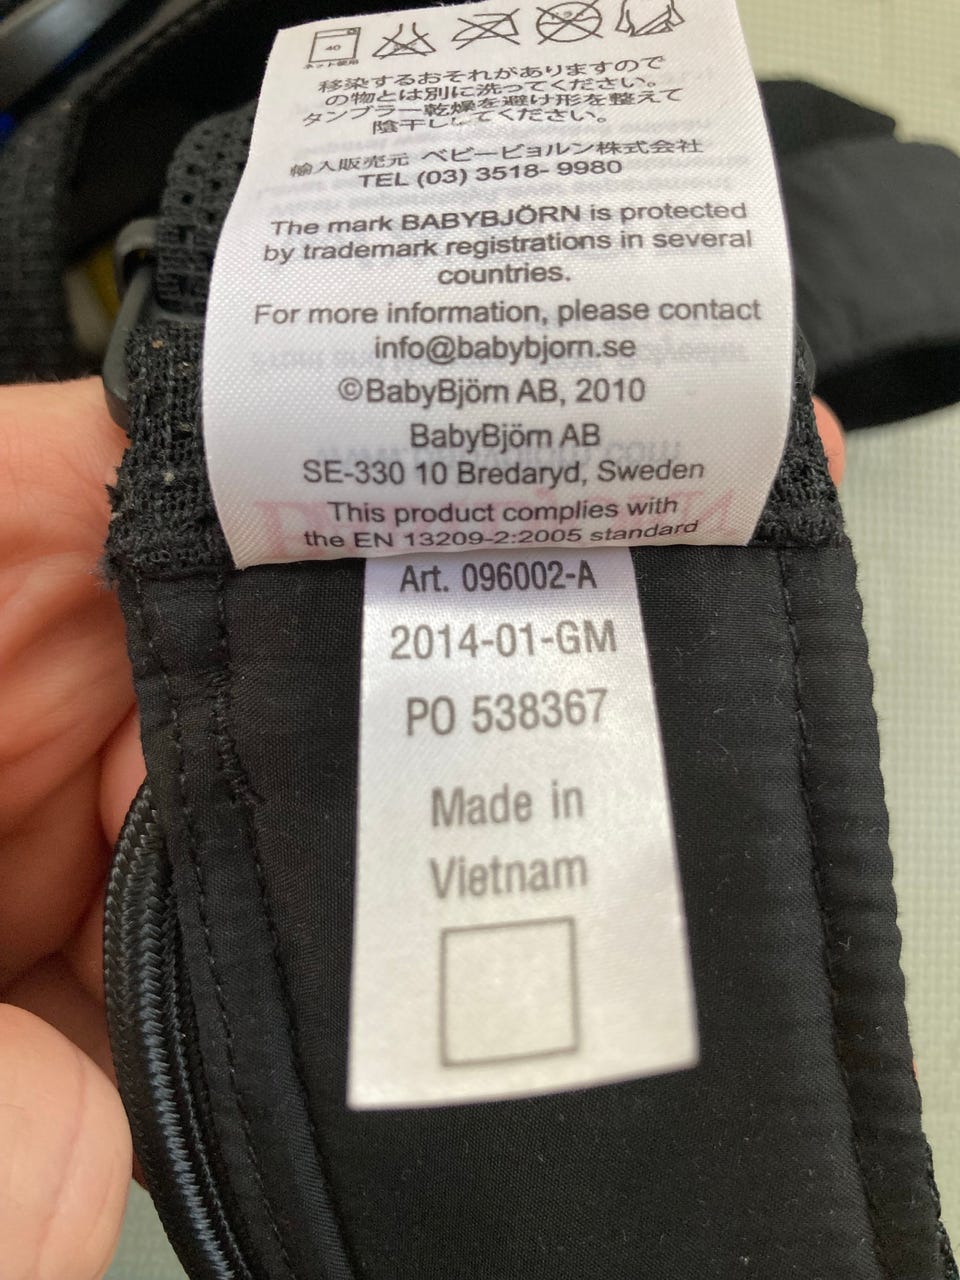 40
ネット使用
移染するおそれがありますので
の物とは別に洗ってください。
タンブラー乾燥を避け形を整えて
陰干ししてください。
輸入販売元 ベビービョルン株式会社
TEL (03) 3518- 9980
The mark BABYBJÖRN is protected
by trademark registrations in several
countries.
For more information, please contact
info@babybjorn.se
©BabyBjörn AB, 2010
BabyBjörn AB
SE-330 10 Bredaryd, Sweden
This product complies with
the EN 13209-2:2005 standard
Art. 096002-A
2014-01-GM
PO 538367
Made in
Vietnam